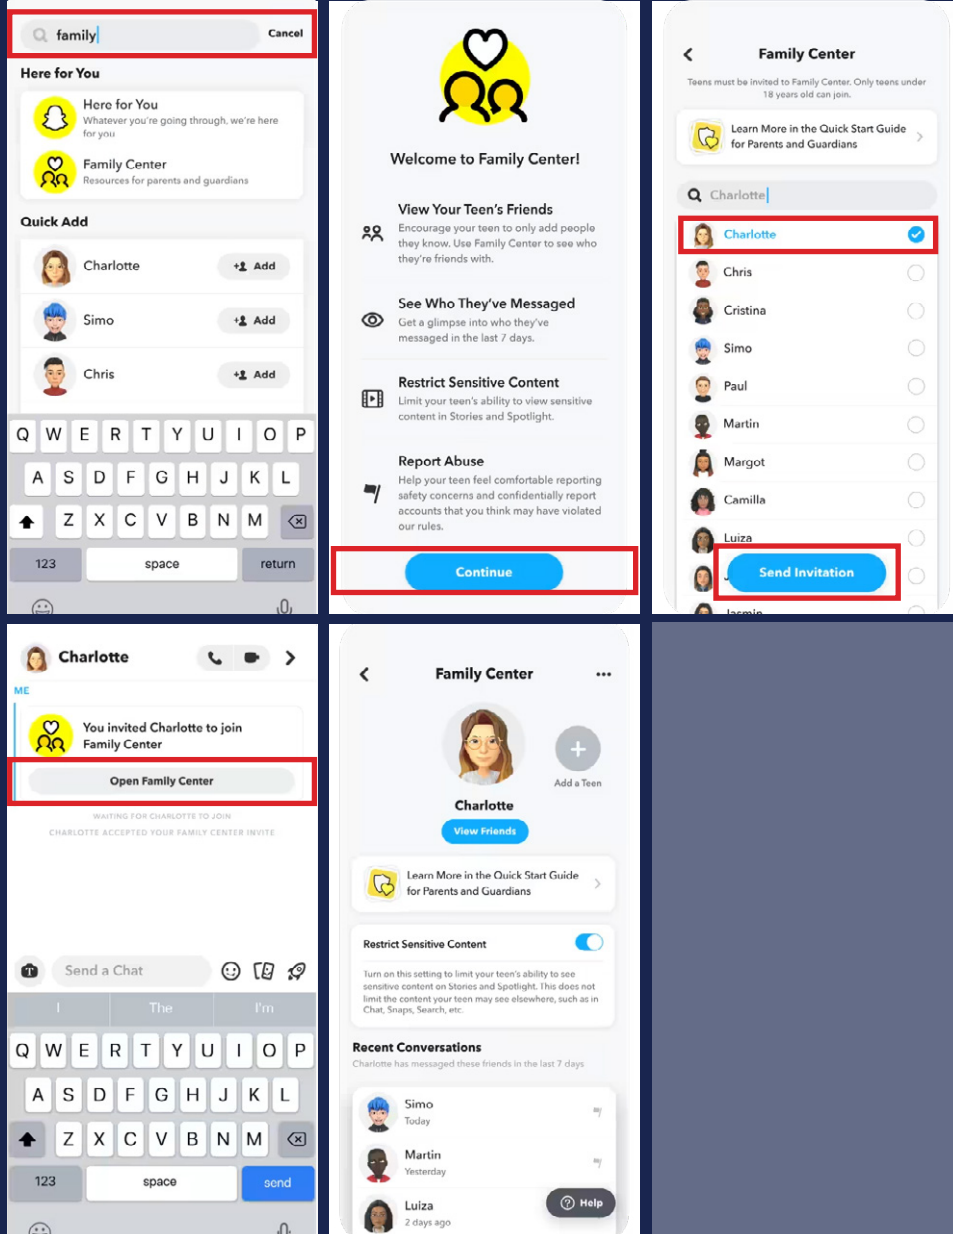 family
Cancel
Here for You
Here for You
Whatever you're going through, we're here
for you
Family Center
Resources for parents and guardians
Quick Add
Charlotte
Add
Simo
Add
Chris
Add
Q W E R T Y U I O P
A S D F G H J K L
Z X C V B N M
123
space
return
Welcome to Family Center!
View Your Teen's Friends
Encourage your teen to only add people
they know. Use Family Center to see who
they're friends with.
See Who They've Messaged
Get a glimpse into who they've
messaged in the last 7 days.
Restrict Sensitive Content
Limit your teen's ability to view sensitive
content in Stories and Spotlight.
Report Abuse
Help your teen feel comfortable reporting
safety concerns and confidentially report
accounts that you think may have violated
our rules.
Continue
Family Center
Teens must be invited to Family Center. Only teens under
18 years old can join.
Learn More in the Quick Start Guide
for Parents and Guardians
Charlotte
Charlotte
Chris
Cristina
Simo
Paul
Martin
Margot
Camilla
Luiza
Send Invitation
Jasmin
Charlotte
ME
You invited Charlotte to join
Family Center
Open Family Center
WAITING FOR CHARLOTTE TO JOIN
CHARLOTTE ACCEPTED YOUR FAMILY CENTER INVITE
T
Send a Chat
I
The
I'm
Q W E R T Y U I O P
A S D F G H J K L
Z X C V B N M
123
space
send
Family Center
Add a Teen
Charlotte
View Friends
Learn More in the Quick Start Guide
for Parents and Guardians
Restrict Sensitive Content
Turn on this setting to limit your teen's ability to see
sensitive content on Stories and Spotlight. This does not
limit the content your teen may see elsewhere, such as in
Chat, Snaps, Search, etc.
Recent Conversations
Charlotte has messaged these friends in the last 7 days
Simo
Today
Martin
Yesterday
Luiza
2 days ago
Help